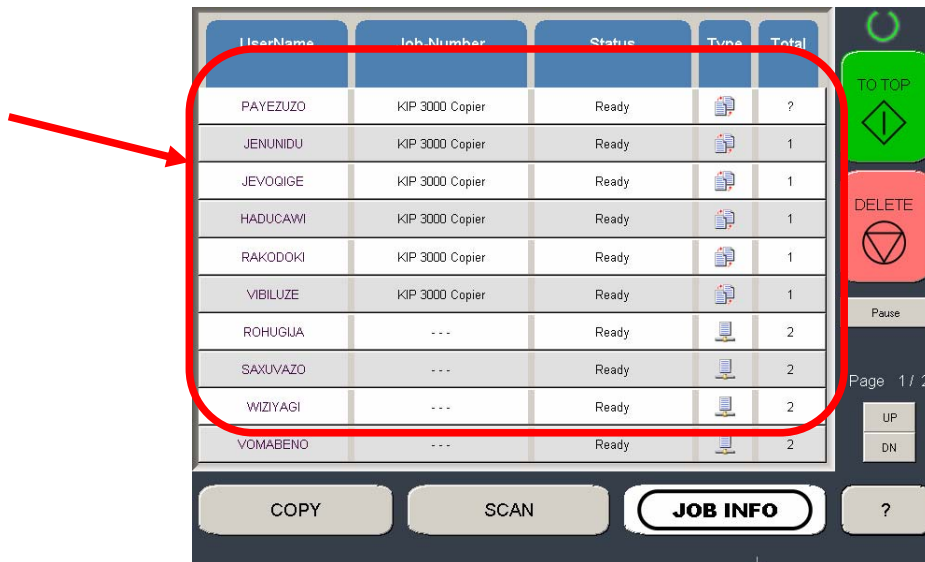 UserName Job-Number Status Type Total
PAYEZUZO KIP 3000 Copier Ready ?
JENUNIDU KIP 3000 Copier Ready 1
JEVOQIGE KIP 3000 Copier Ready 1
HADUCAWI KIP 3000 Copier Ready 1
RAKODOKI KIP 3000 Copier Ready 1
VIBILUZE KIP 3000 Copier Ready 1
ROHUGIJA - - - Ready 2
SAXUVAZO - - - Ready 2
WIZIYAGI - - - Ready 2
VOMABENO - - - Ready 2
TO TOP
DELETE
Pause
Page 1/ 2
UP
DN
COPY SCAN JOB INFO ?